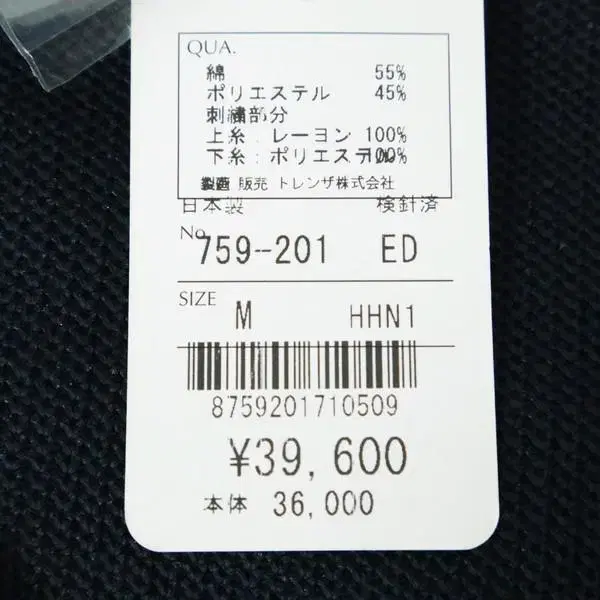 QUA.
綿 55%
ポリエステル 45%
刺繍部分
上糸:レーヨン 100%
下糸:ポリエステル100%
販売 トレンザ株式会社
日本製 検針済
No. 759-201 ED
SIZE M HHN1
8759201710509
¥39,600
本体 36,000